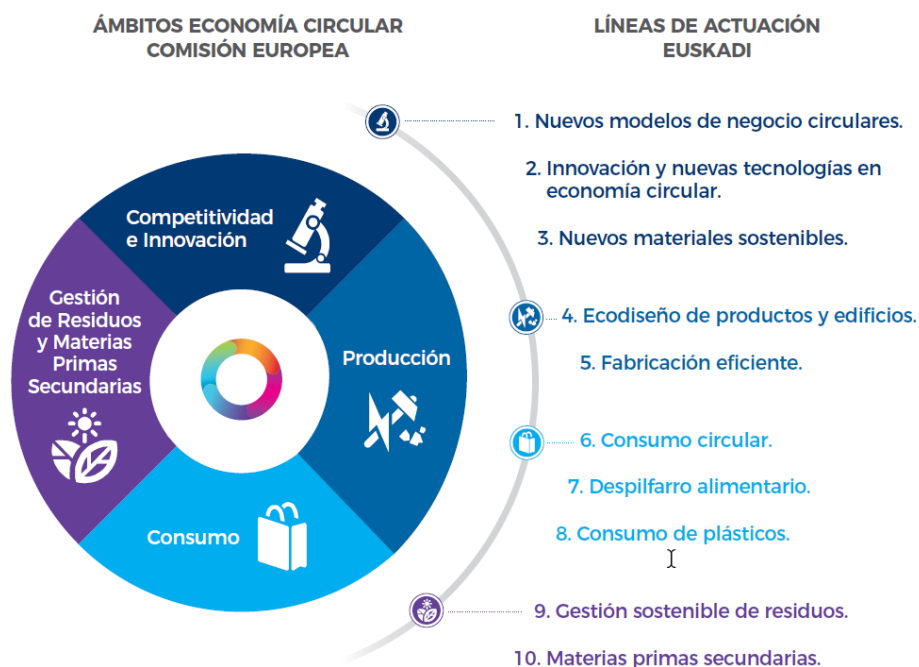 ÁMBITOS ECONOMÍA CIRCULAR
COMISIÓN EUROPEA
Competitividad
e Innovación
Gestión
de Residuos
y Materias
Primas
Secundarias
Producción
Consumo
LÍNEAS DE ACTUACIÓN
EUSKADI
1. Nuevos modelos de negocio circulares.
2. Innovación y nuevas tecnologías en
economía circular.
3. Nuevos materiales sostenibles.
4. Ecodiseño de productos y edificios.
5. Fabricación eficiente.
6. Consumo circular.
7. Despilfarro alimentario.
8. Consumo de plásticos.
9. Gestión sostenible de residuos.
10. Materias primas secundarias.